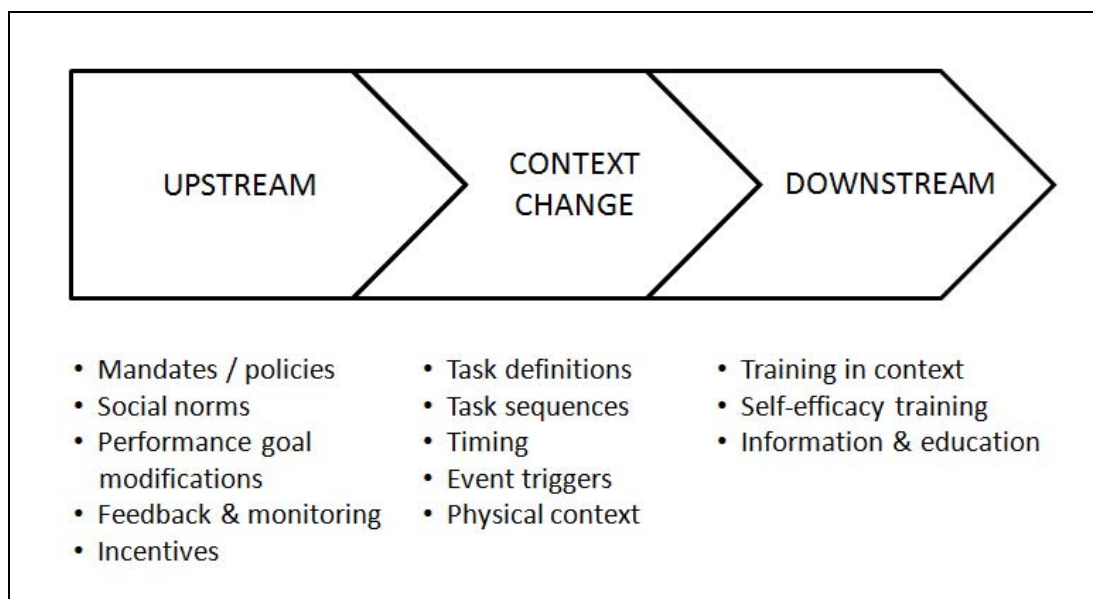 UPSTREAM
CONTEXT
CHANGE
DOWNSTREAM
• Mandates / policies
• Social norms
• Performance goal
modifications
• Feedback & monitoring
• Incentives
• Task definitions
• Task sequences
• Timing
• Event triggers
• Physical context
• Training in context
• Self-efficacy training
• Information & education